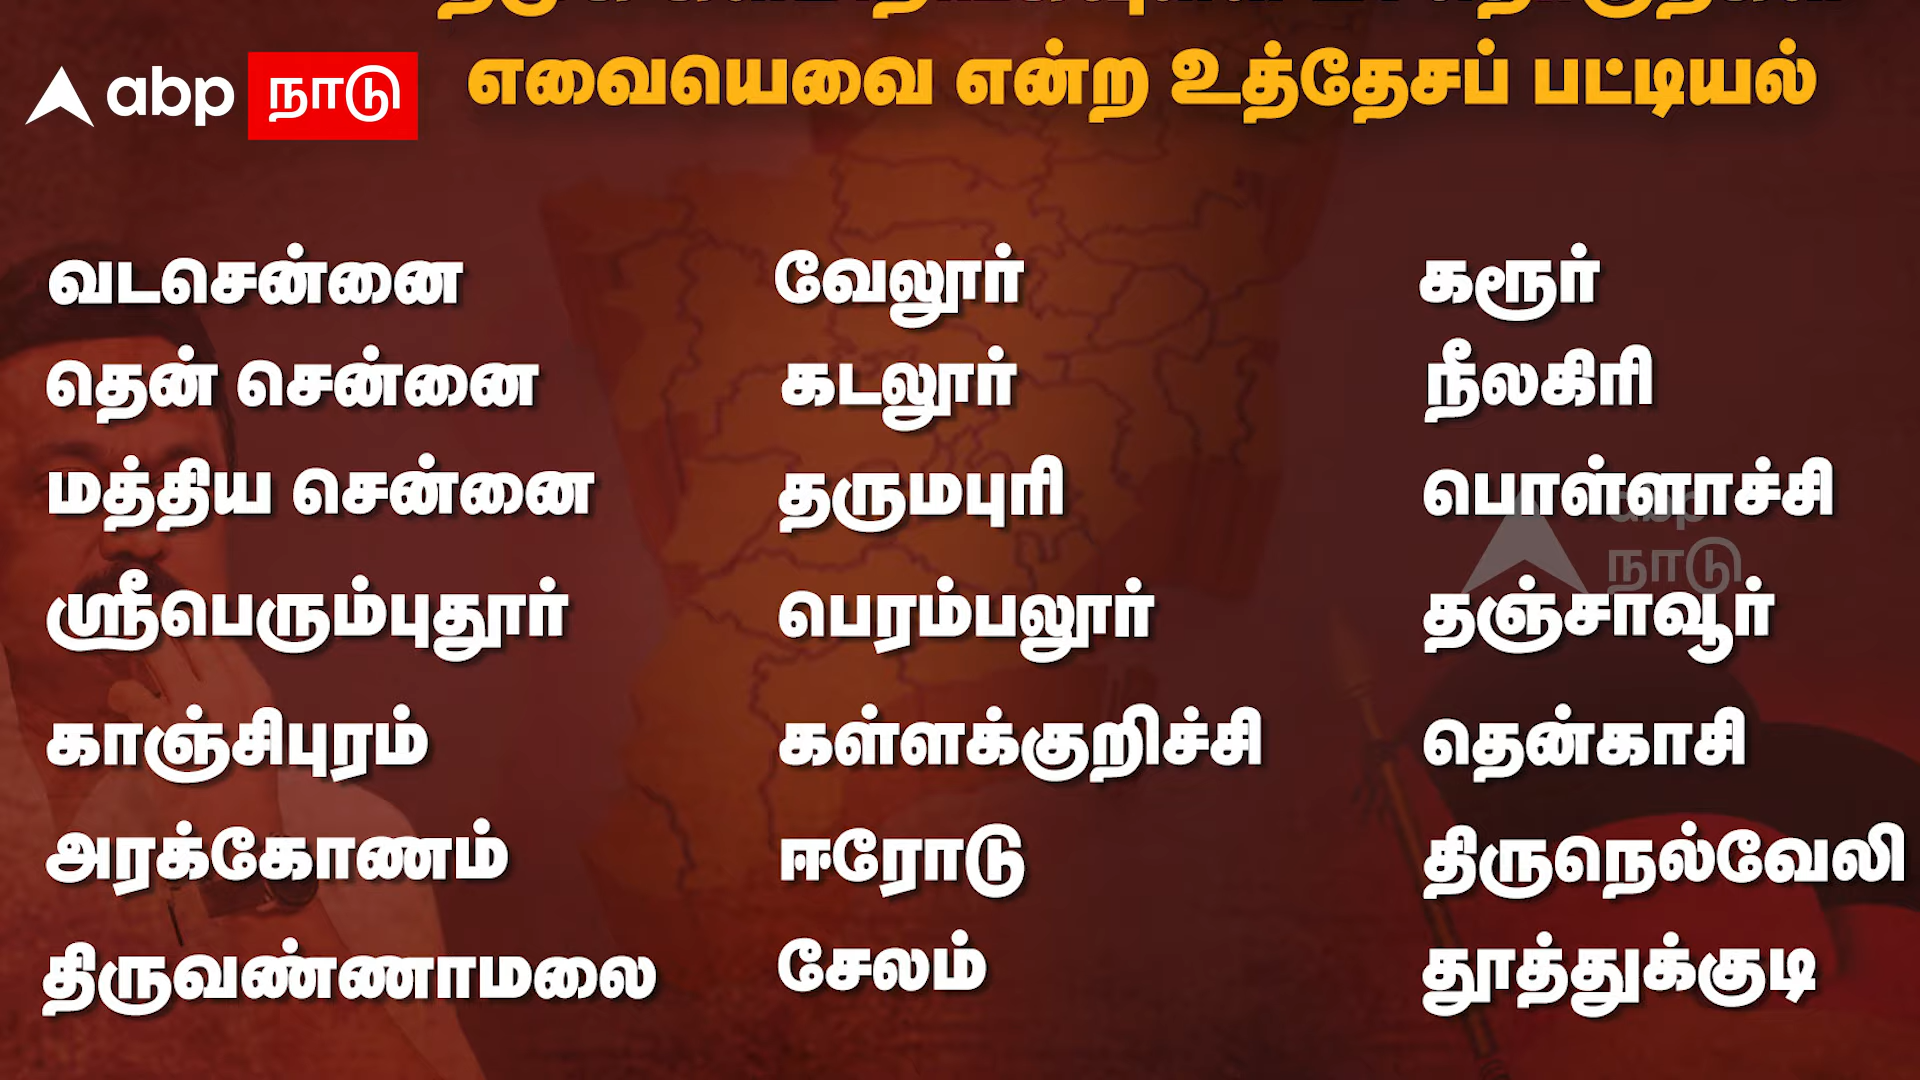 எவையெவை என்ற உத்தேசப் பட்டியல்
abp நாடு
வடசென்னை
தென் சென்னை
மத்திய சென்னை
ஸ்ரீபெரும்புதூர்
காஞ்சிபுரம்
அரக்கோணம்
திருவண்ணாமலை
வேலூர்
கடலூர்
தருமபுரி
பெரம்பலூர்
கள்ளக்குறிச்சி
ஈரோடு
சேலம்
கரூர்
நீலகிரி
பொள்ளாச்சி
தஞ்சாவூர்
தென்காசி
திருநெல்வேலி
தூத்துக்குடி
abp
நாடு